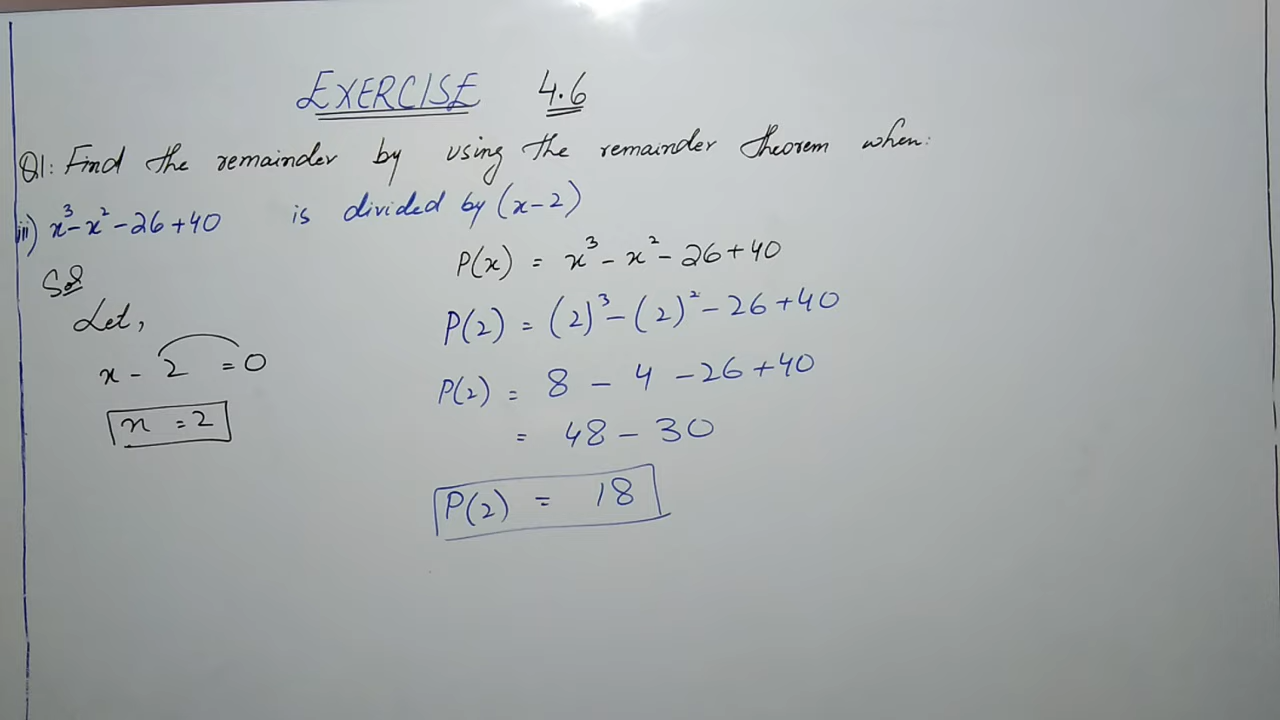 EXERCISE 4.6
Q1: Find the remainder by using the remainder theorem when:
iii) x³-x²-26+40 is divided by (x-2)
Sol
Let,
x - 2 = 0
x = 2
P(x) = x³ - x² - 26+40
P(2) = (2)³ - (2)² - 26+40
P(2) = 8 - 4 - 26+40
= 48 - 30
P(2) = 18